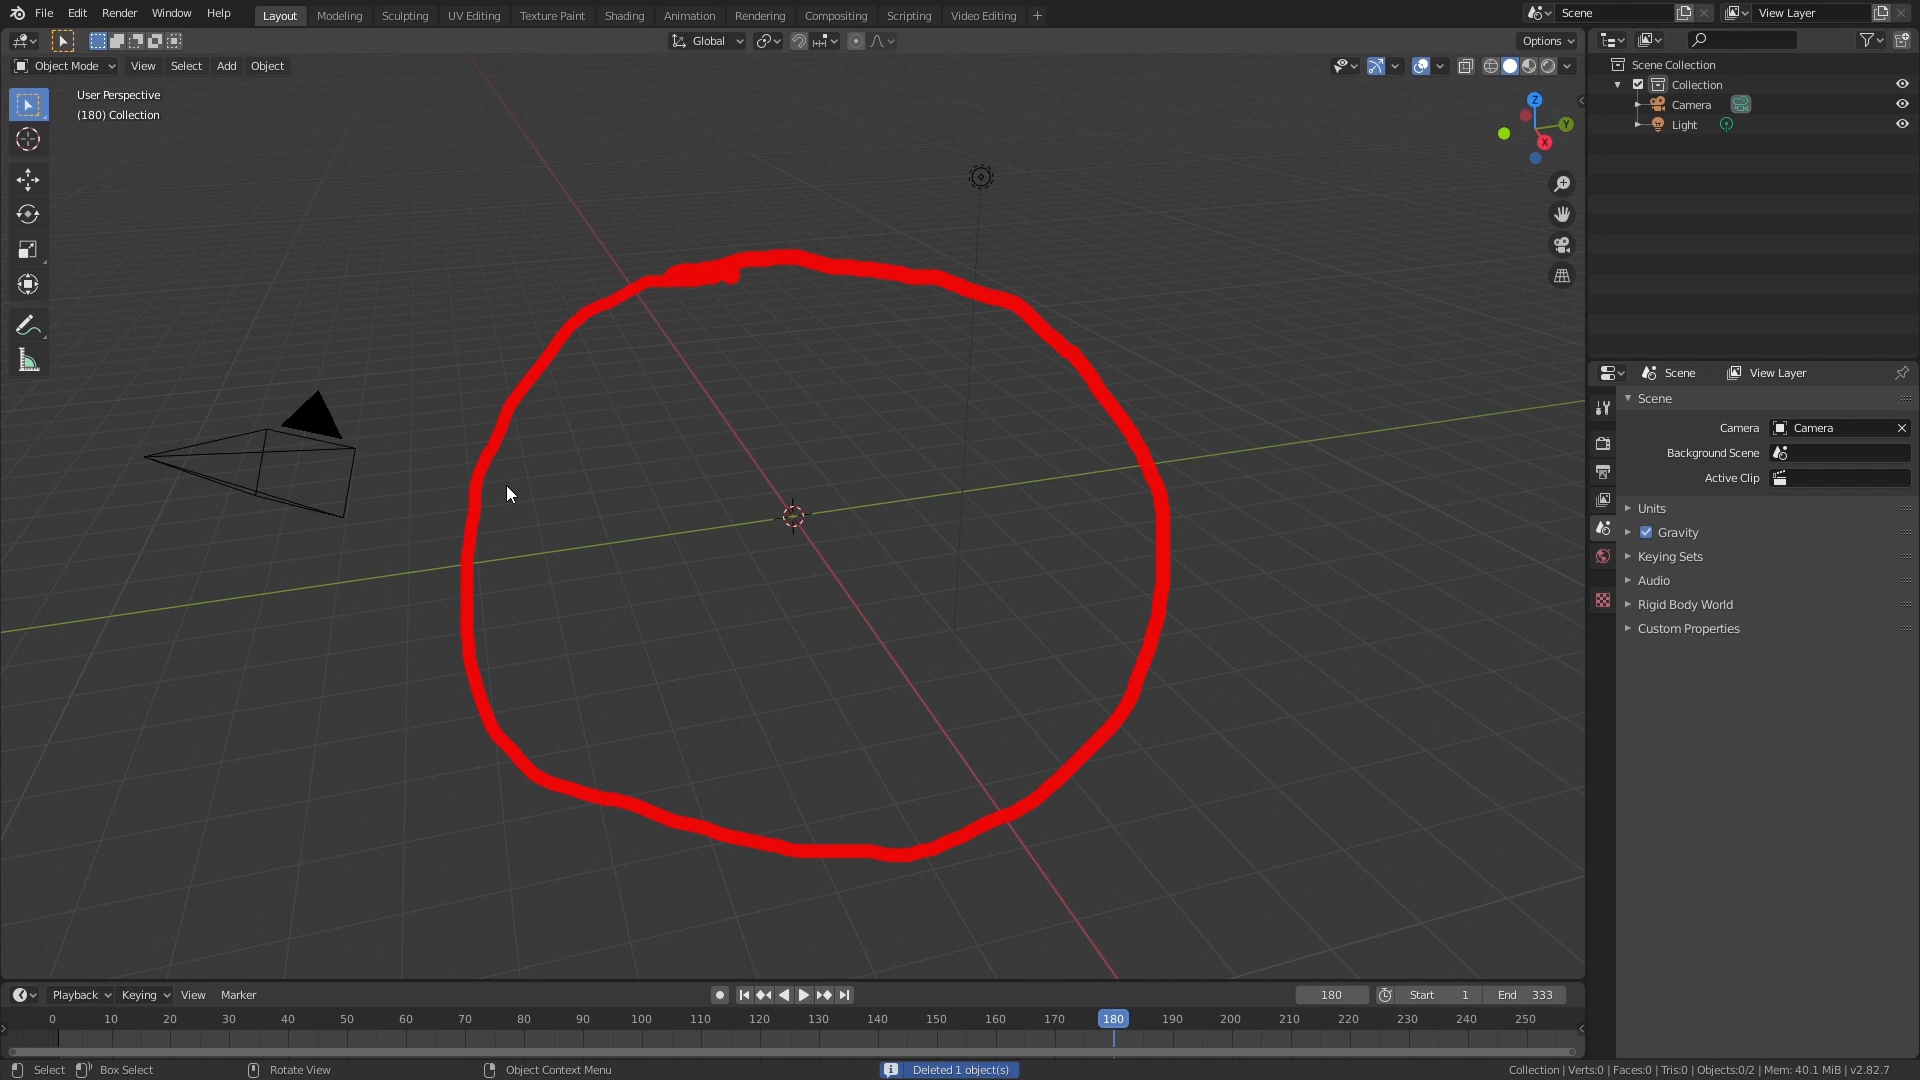 File Edit Render Window Help Layout Modeling Sculpting UV Editing Texture Paint Shading Animation Rendering Compositing Scripting Video Editing + Scene View Layer
Global Options
Object Mode View Select Add Object
User Perspective
(180) Collection
Z
Y
X
Scene Collection
Collection
Camera
Light
Scene View Layer
Scene
Camera Camera
Background Scene
Active Clip
Units
Gravity
Keying Sets
Audio
Rigid Body World
Custom Properties
Playback Keying View Marker 180 Start 1 End 333
0 10 20 30 40 50 60 70 80 90 100 110 120 130 140 150 160 170 180 190 200 210 220 230 240 250
Select Box Select Rotate View Object Context Menu Deleted 1 object(s) Collection | Verts:0 | Faces:0 | Tris:0 | Objects:0/2 | Mem: 40.1 MiB | v2.82.7